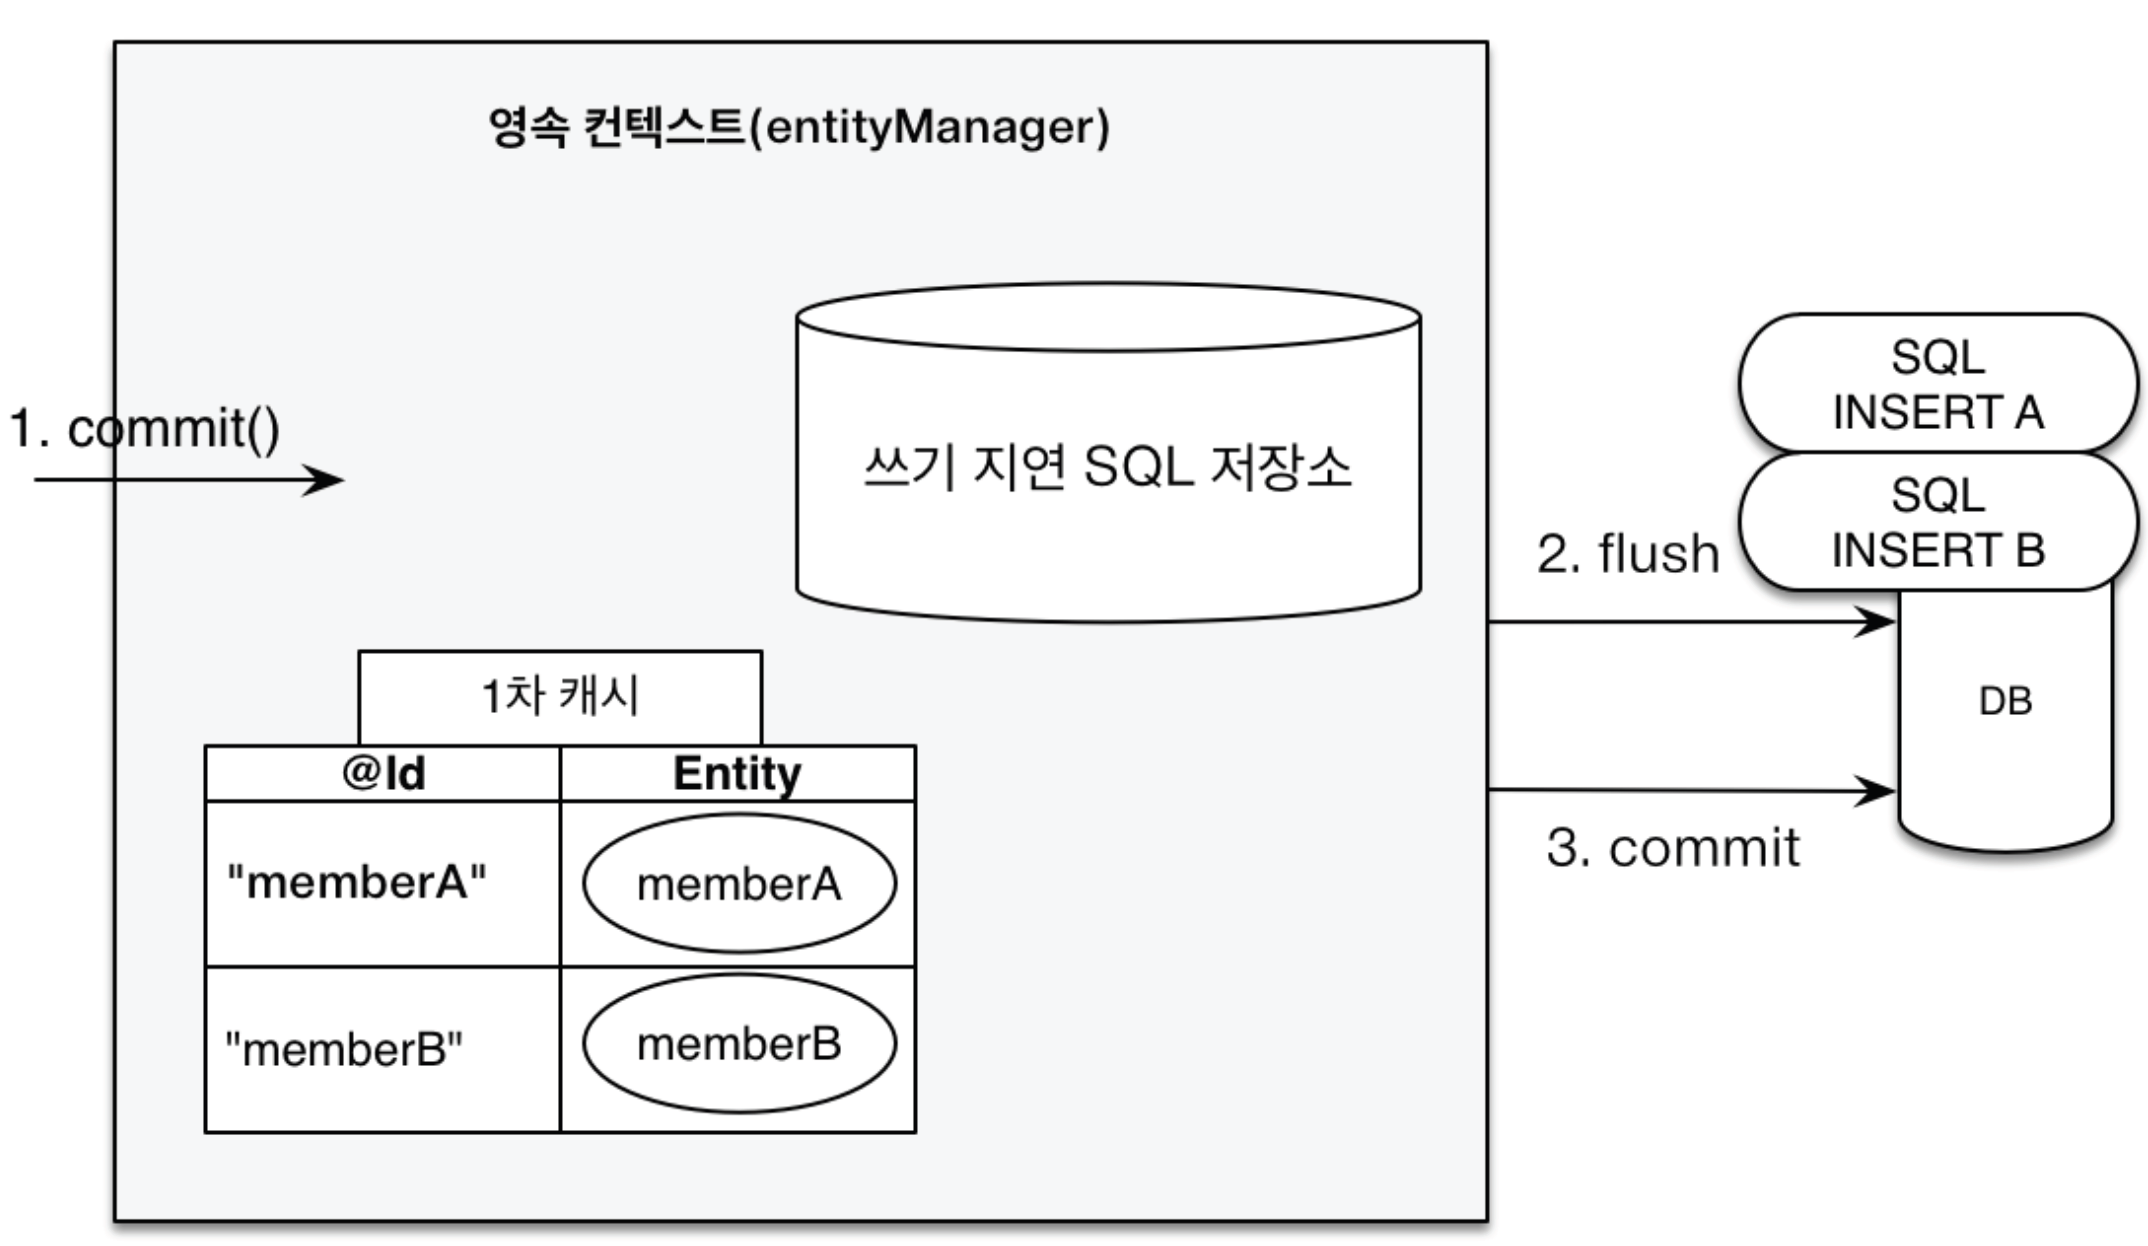 영속 컨텍스트(entityManager)
1. commit()
쓰기 지연 SQL 저장소
SQL
INSERT A
SQL
INSERT B
2. flush
DB
3. commit
1차 캐시
@Id Entity
"memberA" memberA
"memberB" memberB